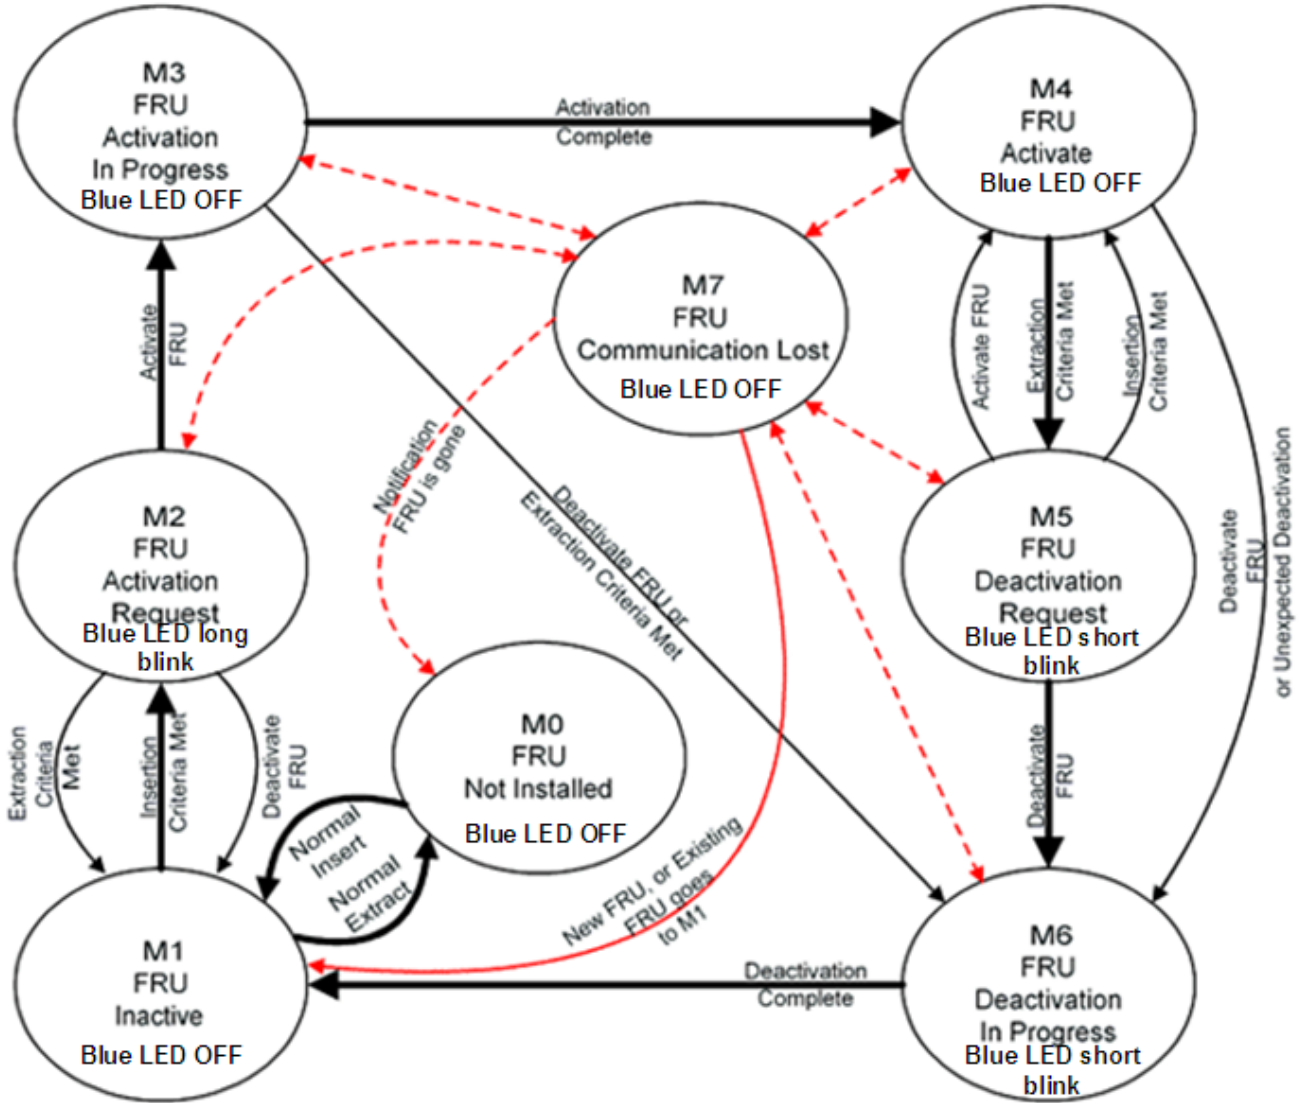 M3
FRU
Activation
In Progress
Blue LED OFF
Activation
Complete
M4
FRU
Activate
Blue LED OFF
M7
FRU
Communication Lost
Blue LED OFF
Activate
FRU
Activate FRU
Extraction
Criteria Met
Insertion
Criteria Met
Notification
FRU is gone
Deactivate FRU or
Extraction Criteria Met
Deactivate
FRU
or Unexpected Deactivation
M2
FRU
Activation
Request
Blue LED long
blink
M5
FRU
Deactivation
Request
Blue LED short
blink
Extraction
Criteria
Met
Insertion
Criteria Met
Deactivate
FRU
M0
FRU
Not Installed
Blue LED OFF
Deactivate
FRU
Normal
Insert
Normal
Extract
New FRU, or Existing
FRU goes
to M1
M1
FRU
Inactive
Blue LED OFF
Deactivation
Complete
M6
FRU
Deactivation
In Progress
Blue LED short
blink